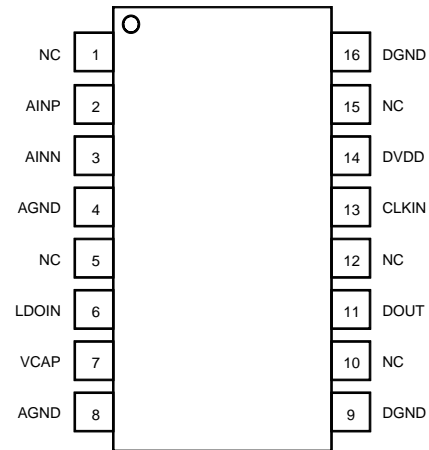 NC 1 16 DGND
AINP 2 15 NC
AINN 3 14 DVDD
AGND 4 13 CLKIN
NC 5 12 NC
LDOIN 6 11 DOUT
VCAP 7 10 NC
AGND 8 9 DGND